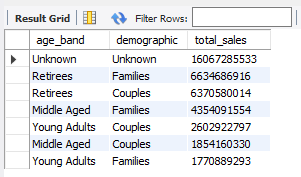 Result Grid Filter Rows:
age_band demographic total_sales
Unknown Unknown 16067285533
Retirees Families 6634686916
Retirees Couples 6370580014
Middle Aged Families 4354091554
Young Adults Couples 2602922797
Middle Aged Couples 1854160330
Young Adults Families 1770889293